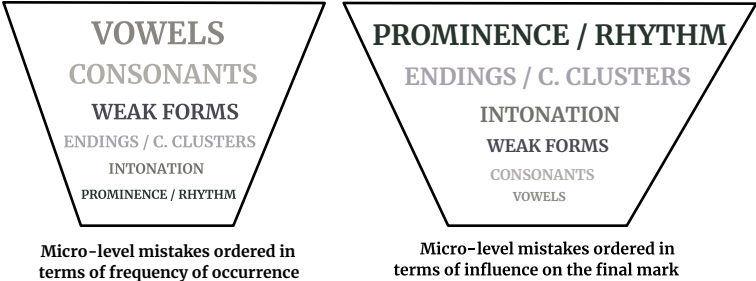 VOWELS
CONSONANTS
WEAK FORMS
ENDINGS / C. CLUSTERS
INTONATION
PROMINENCE / RHYTHM
Micro-level mistakes ordered in
terms of frequency of occurrence
PROMINENCE / RHYTHM
ENDINGS / C. CLUSTERS
INTONATION
WEAK FORMS
CONSONANTS
VOWELS
Micro-level mistakes ordered in
terms of influence on the final mark